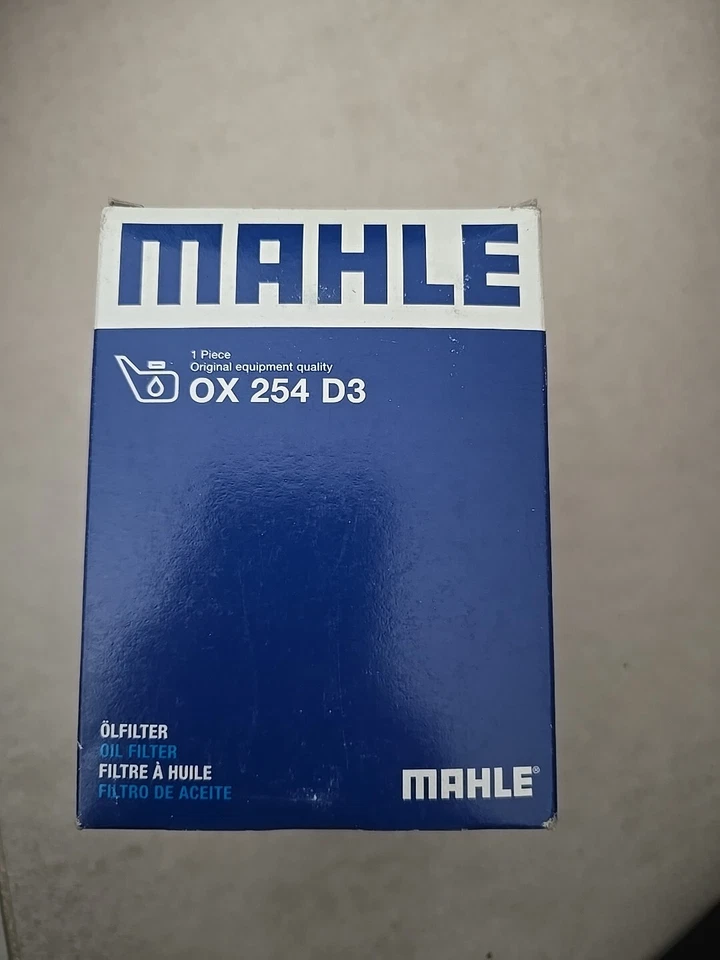 MAHLE
1 Piece
Original equipment quality
OX 254 D3
ÖLFILTER
OIL FILTER
FILTRE À HUILE
FILTRO DE ACEITE
MAHLE®